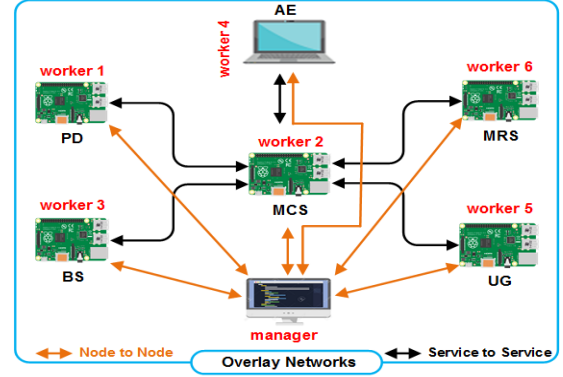 AE
worker 4
worker 1
worker 6
PD
worker 2
MRS
MCS
worker 3
worker 5
BS
UG
manager
Node to Node
Service to Service
Overlay Networks